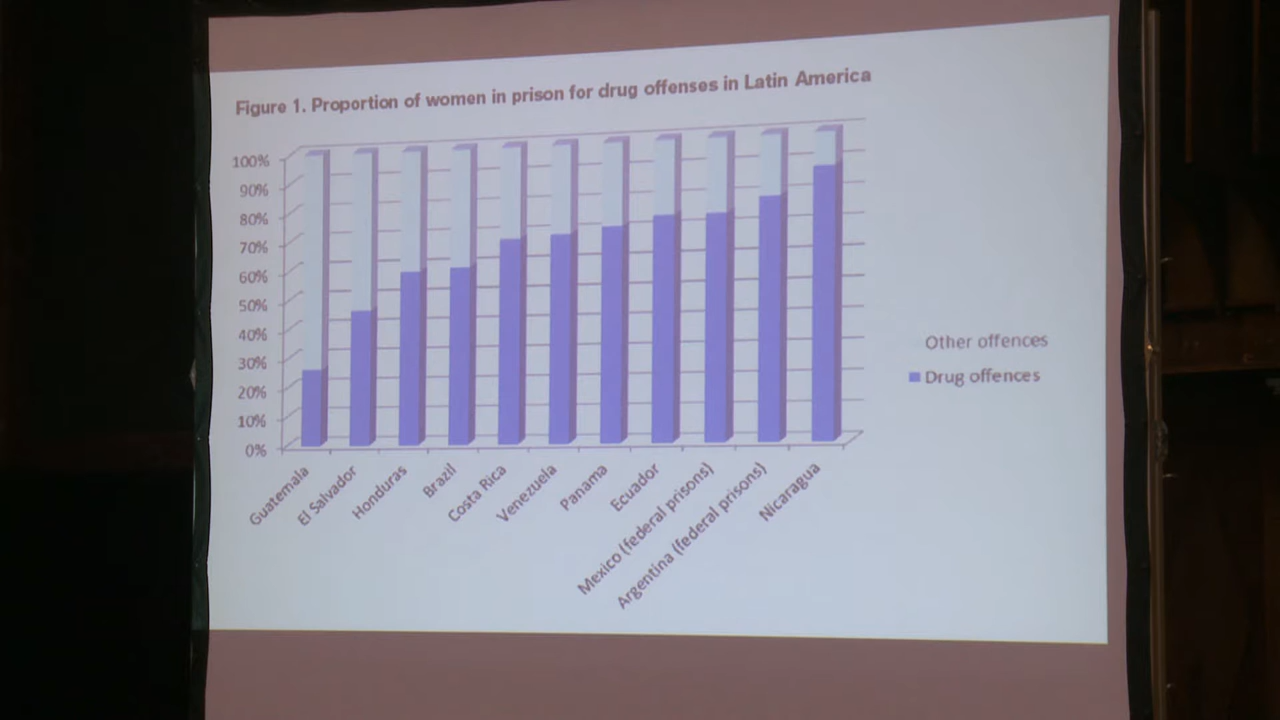 Figure 1. Proportion of women in prison for drug offenses in Latin America
100%
90%
80%
70%
60%
50%
40%
30%
20%
10%
0%
Guatemala
El Salvador
Honduras
Brazil
Costa Rica
Venezuela
Panama
Ecuador
Mexico (federal prisons)
Argentina (federal prisons)
Nicaragua
Other offences
Drug offences